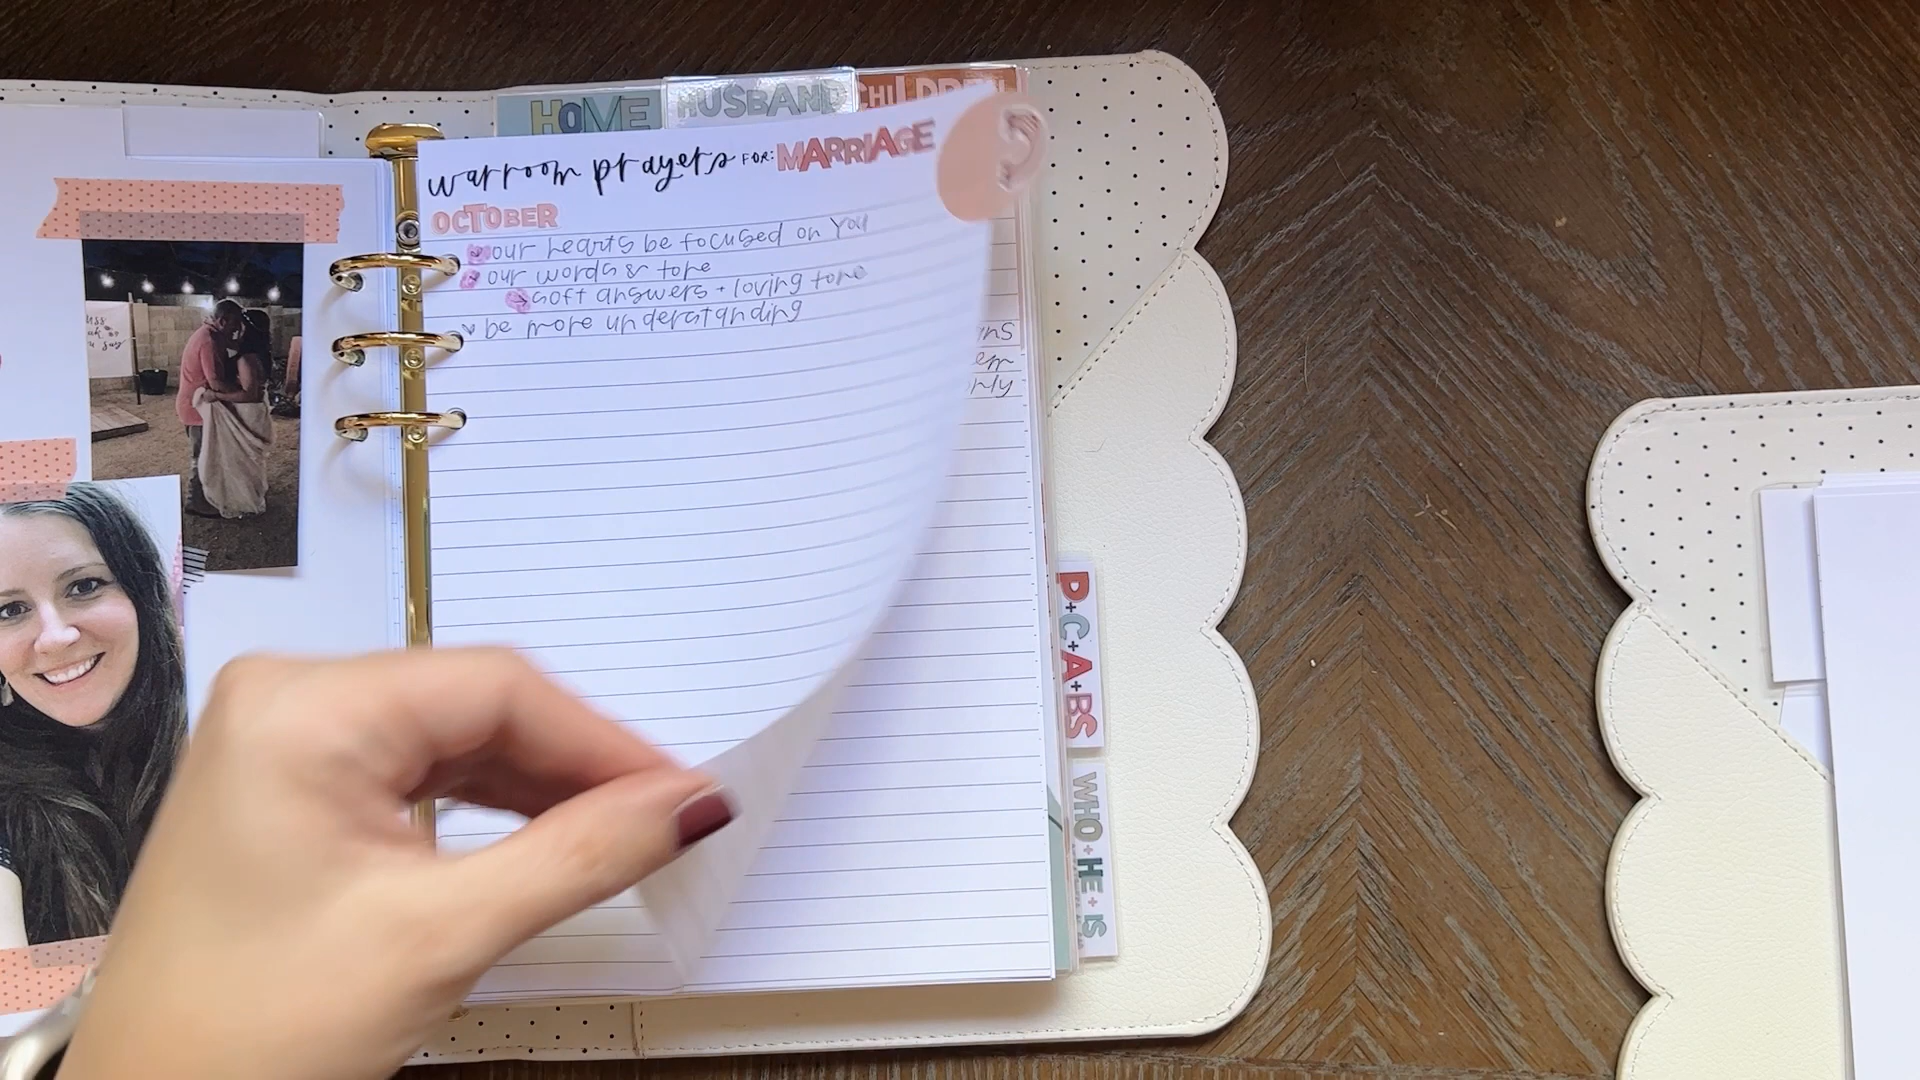 HOME
HUSBAND
CHILDREN
warroom prayers FOR: MARRIAGE
OCTOBER
our hearts be focused on You
our words & tone
soft answers + loving tone
be more understanding
D+C+A+BS
WHO+HE+IS